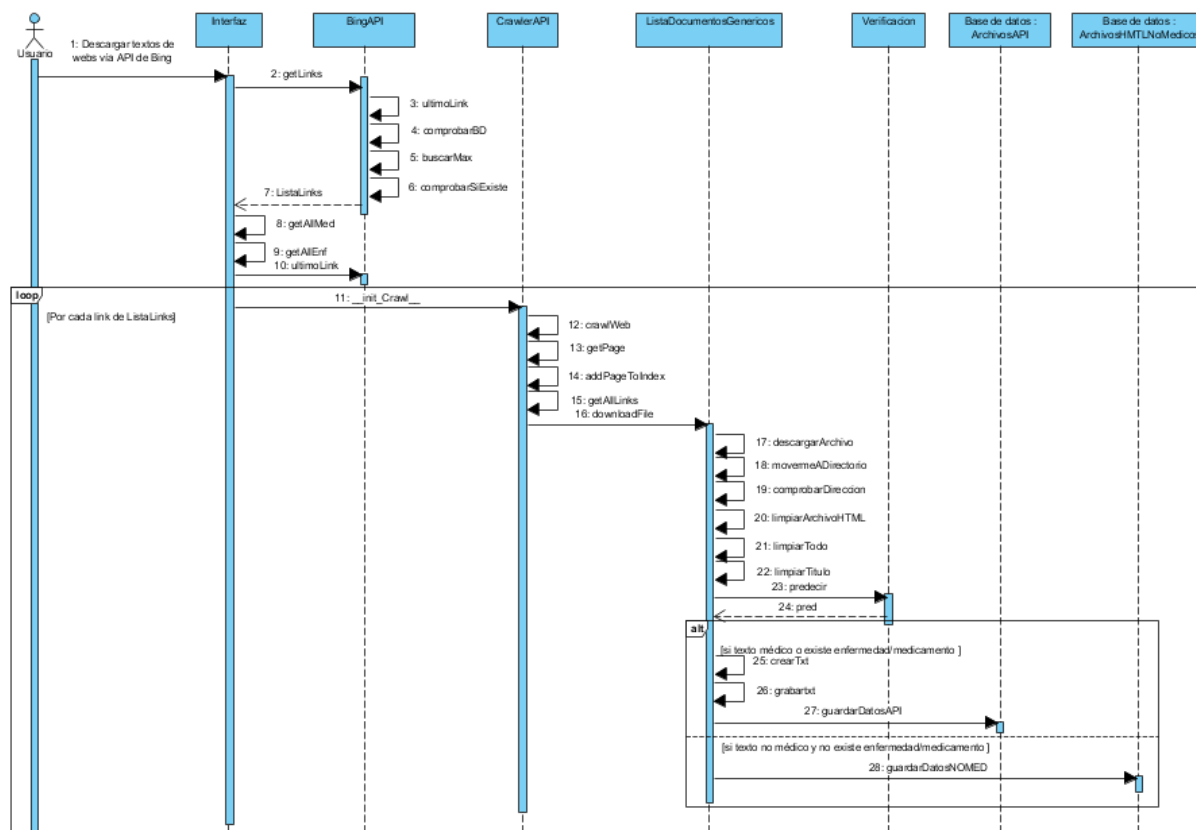 Interfaz
BingAPI
CrawlerAPI
ListaDocumentosGenericos
Verificacion
Base de datos :
ArchivosAPI
Base de datos :
ArchivosHMTLNoMedicos
Usuario
1: Descargar textos de
webs vía API de Bing
2: getLinks
3: ultimoLink
4: comprobarBD
5: buscarMax
6: comprobarSiExiste
7: ListaLinks
8: getAllMed
9: getAllEnf
10: ultimoLink
loop
[Por cada link de ListaLinks]
11: __init_Crawl__
12: crawlWeb
13: getPage
14: addPageToIndex
15: getAllLinks
16: downloadFile
17: descargarArchivo
18: movermeADirectorio
19: comprobarDireccion
20: limpiarArchivoHTML
21: limpiarTodo
22: limpiarTitulo
23: predecir
24: pred
alt
[si texto médico o existe enfermedad/medicamento ]
25: crearTxt
26: grabartxt
27: guardarDatosAPI
[si texto no médico y no existe enfermedad/medicamento ]
28: guardarDatosNOMED